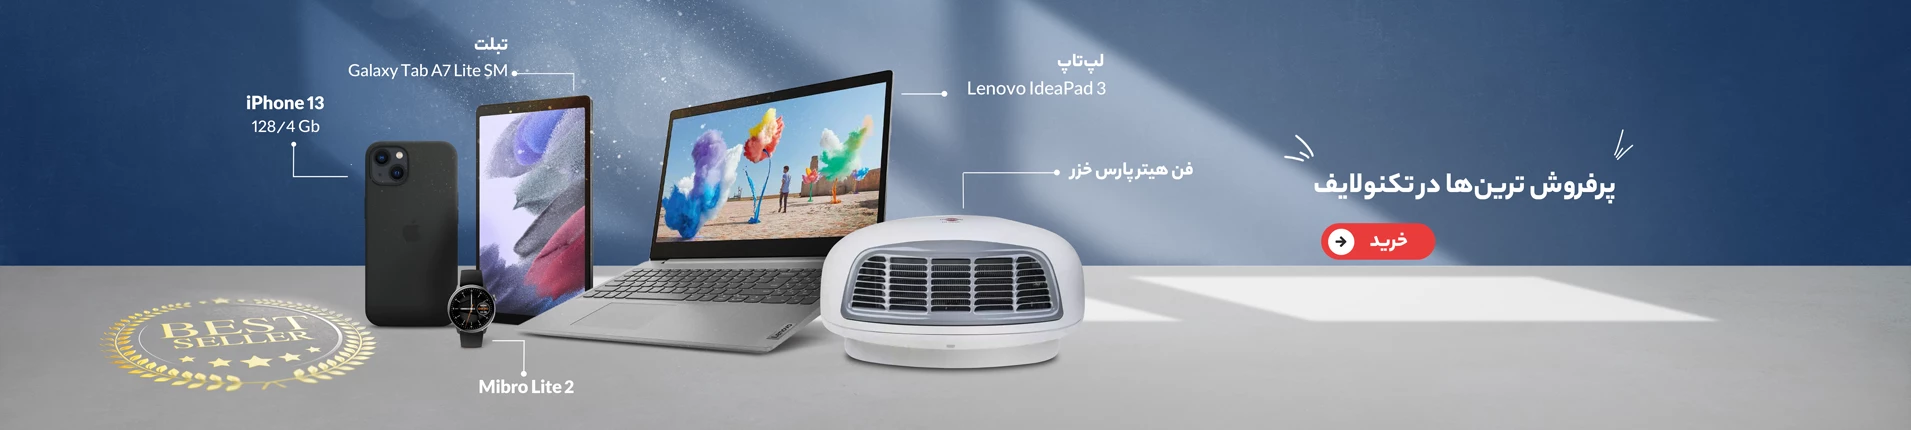 پرفروش ترین‌ها در تکنولایف
خرید
لپ‌تاپ
Lenovo IdeaPad 3
فن هیتر پارس خزر
تبلت
Galaxy Tab A7 Lite SM
iPhone 13
128/4 Gb
Mibro Lite 2
BEST
SELLER
Lenovo